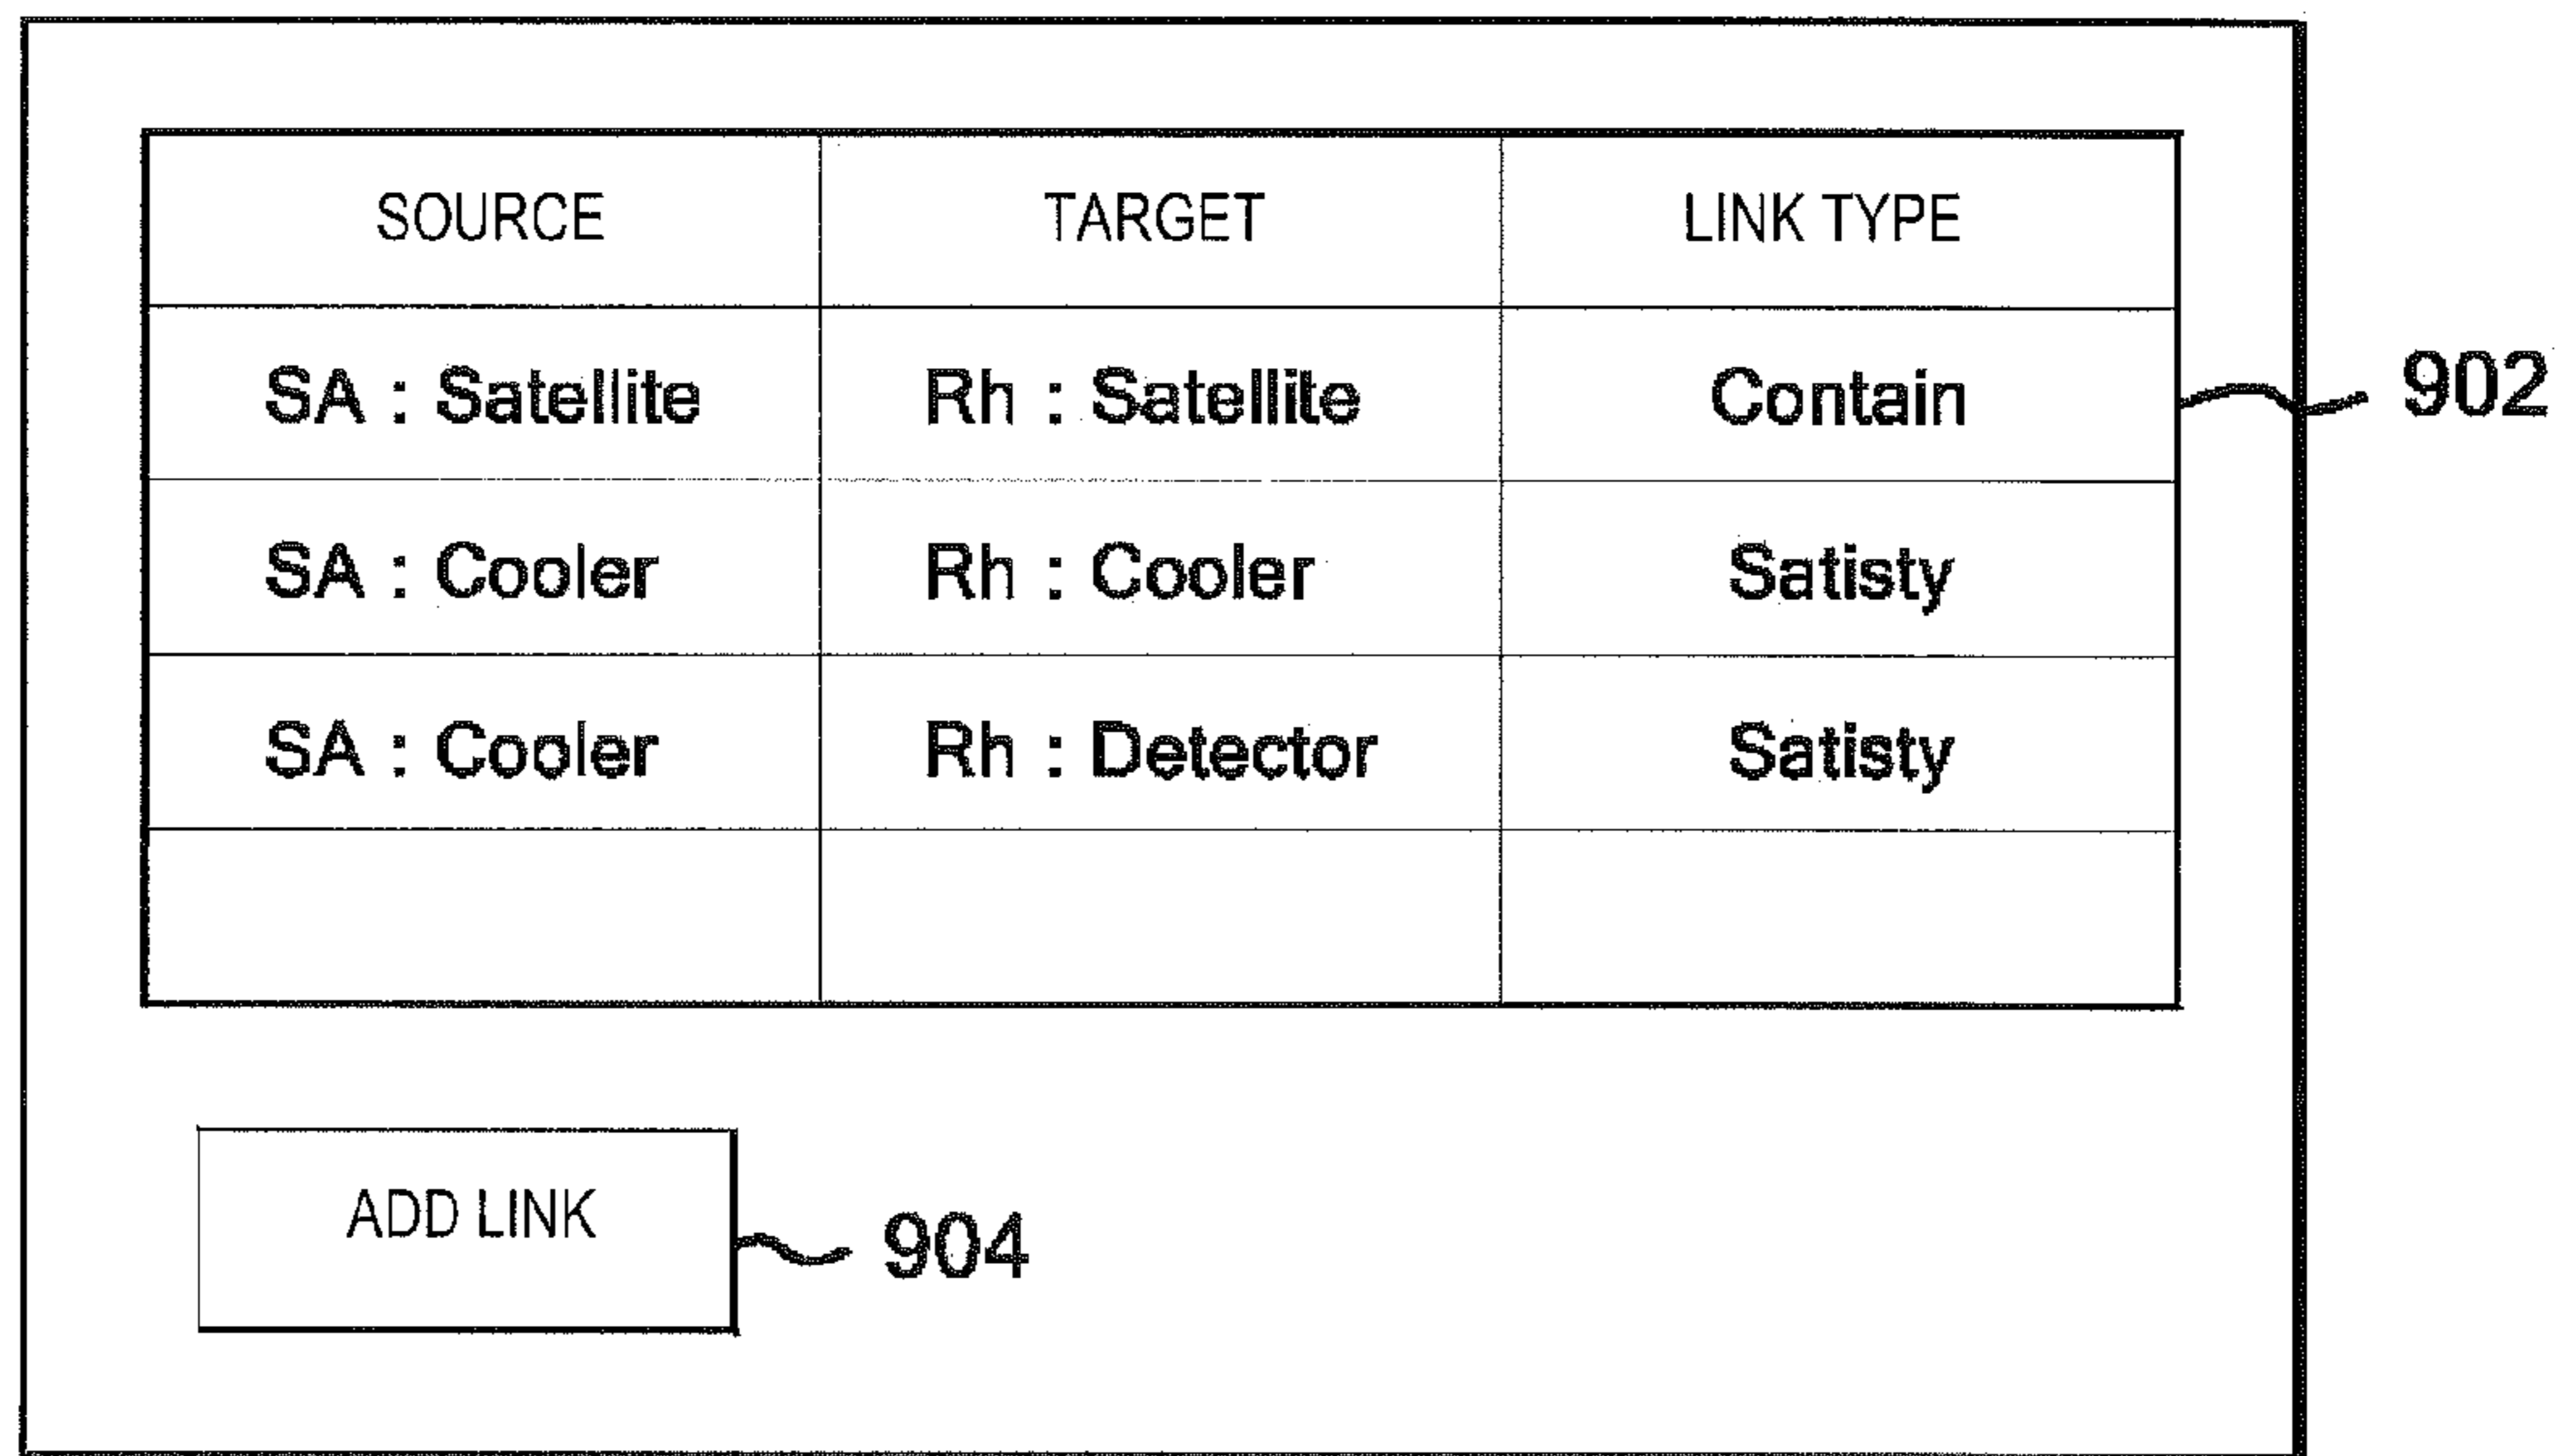 SOURCE TARGET LINK TYPE
SA : Satellite Rh : Satellite Contain 902
SA : Cooler Rh : Cooler Satisty
SA : Cooler Rh : Detector Satisty
ADD LINK 904